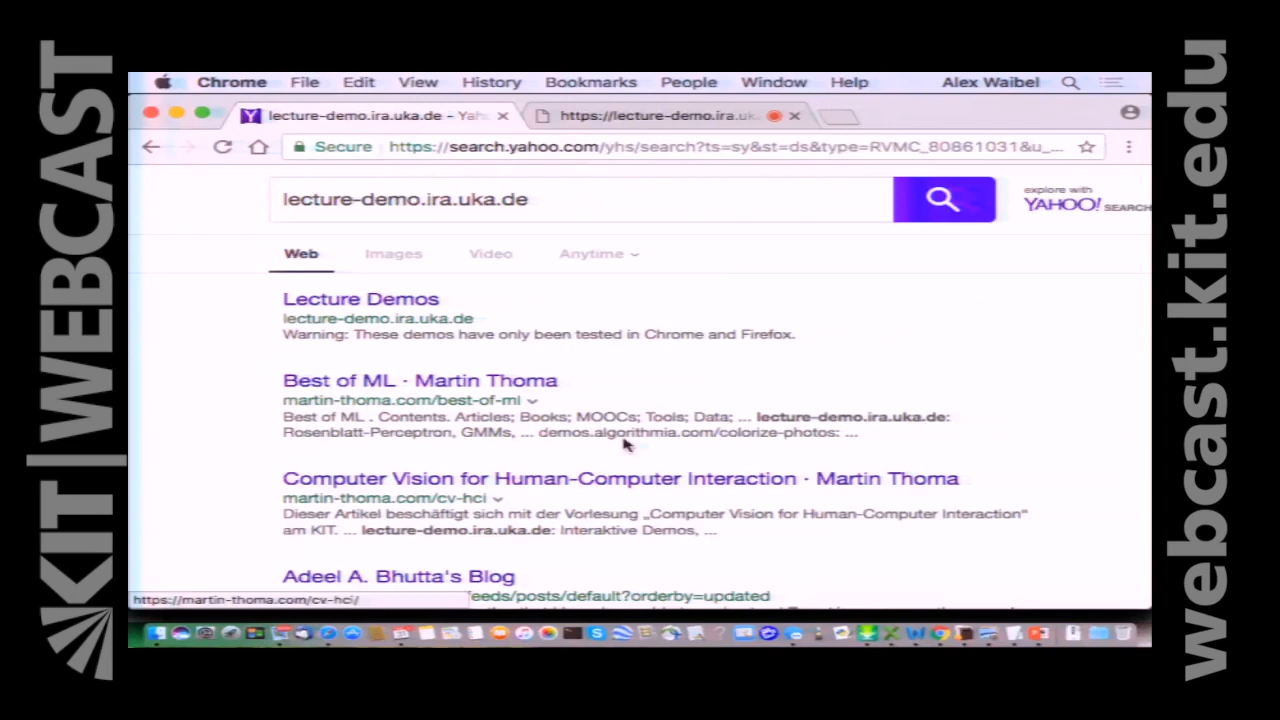 KIT|WEBCAST
webcast.kit.edu
Chrome File Edit View History Bookmarks People Window Help Alex Waibel
lecture-demo.ira.uka.de – Yah
https://lecture-demo.ira.uk
Secure https://search.yahoo.com/yhs/search?ts=sy&st=ds&type=RVMC_80861031&u_...
lecture-demo.ira.uka.de
explore with
YAHOO! SEARCH
Web Images Video Anytime
Lecture Demos
lecture-demo.ira.uka.de
Warning: These demos have only been tested in Chrome and Firefox.
Best of ML · Martin Thoma
martin-thoma.com/best-of-ml
Best of ML . Contents. Articles; Books; MOOCs; Tools; Data; ... lecture-demo.ira.uka.de:
Rosenblatt-Perceptron, GMMs, ... demos.algorithmia.com/colorize-photos: ...
Computer Vision for Human-Computer Interaction · Martin Thoma
martin-thoma.com/cv-hci
Dieser Artikel beschäftigt sich mit der Vorlesung „Computer Vision for Human-Computer Interaction"
am KIT. ... lecture-demo.ira.uka.de: Interaktive Demos, ...
Adeel A. Bhutta's Blog
eeds/posts/default?orderby=updated
https://martin-thoma.com/cv-hci/